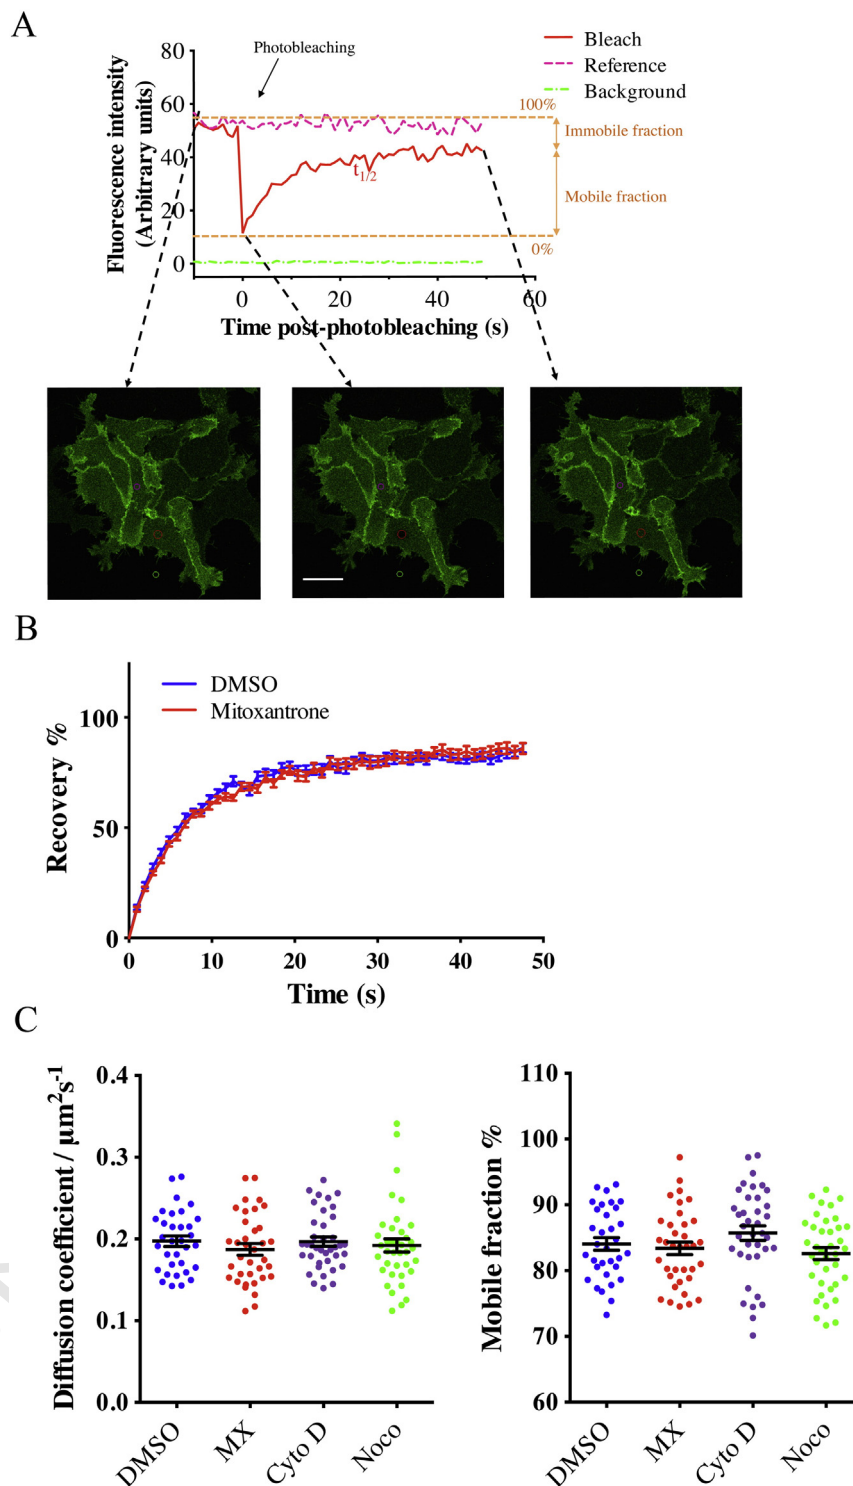 A
Fluorescence intensity
(Arbitrary units)
80
60
40
20
0
Photobleaching
Bleach
Reference
Background
100%
Immobile fraction
Mobile fraction
0%
t1/2
0 20 40 60
Time post-photobleaching (s)
B
Recovery %
100
50
0
DMSO
Mitoxantrone
0 10 20 30 40 50
Time (s)
C
Diffusion coefficient / μm²s⁻¹
0.4
0.3
0.2
0.1
0.0
DMSO MX Cyto D Noco
Mobile fraction %
110
100
90
80
70
60
DMSO MX Cyto D Noco